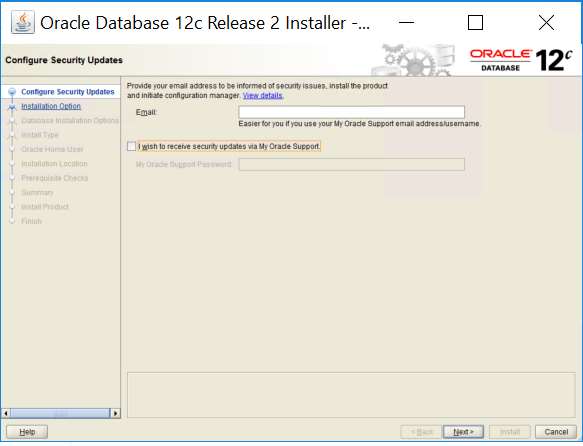 Oracle Database 12c Release 2 Installer -...
Configure Security Updates
ORACLE
DATABASE
12c
Configure Security Updates
Installation Option
Database Installation Options
Install Type
Oracle Home User
Installation Location
Prerequisite Checks
Summary
Install Product
Finish
Provide your email address to be informed of security issues, install the product
and initiate configuration manager. View details.
Email:
Easier for you if you use your My Oracle Support email address/username.
I wish to receive security updates via My Oracle Support.
My Oracle Support Password:
Help
< Back
Next >
Install
Cancel